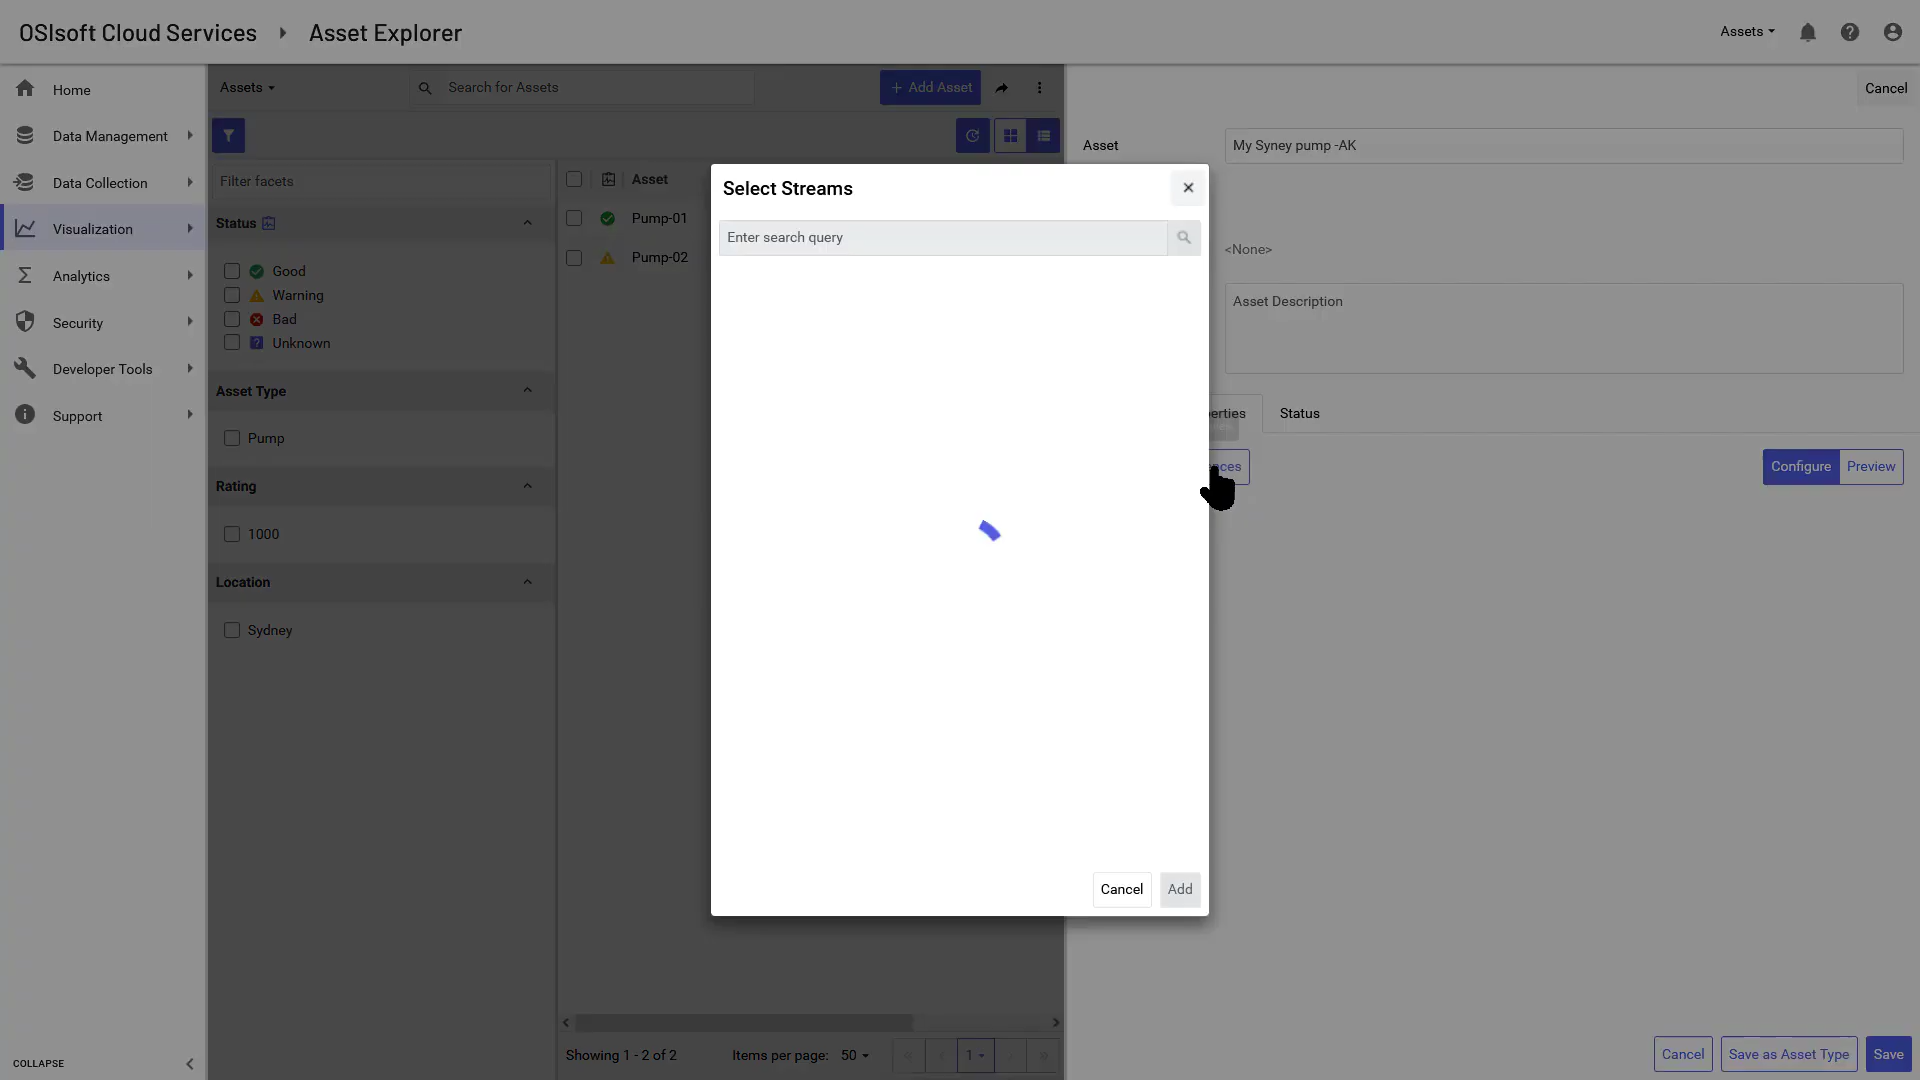 OSIsoft Cloud Services
Asset Explorer
Assets
Home
Data Management
Data Collection
Visualization
Analytics
Security
Developer Tools
Support
COLLAPSE
Assets
Search for Assets
+ Add Asset
Filter facets
Status
Good
Warning
Bad
Unknown
Asset Type
Pump
Rating
1000
Location
Sydney
Asset
Pump-01
Pump-02
Showing 1 - 2 of 2
Items per page: 50
1
Select Streams
Enter search query
Cancel
Add
Cancel
Asset
My Syney pump -AK
<None>
Asset Description
Status
Configure
Preview
Cancel
Save as Asset Type
Save